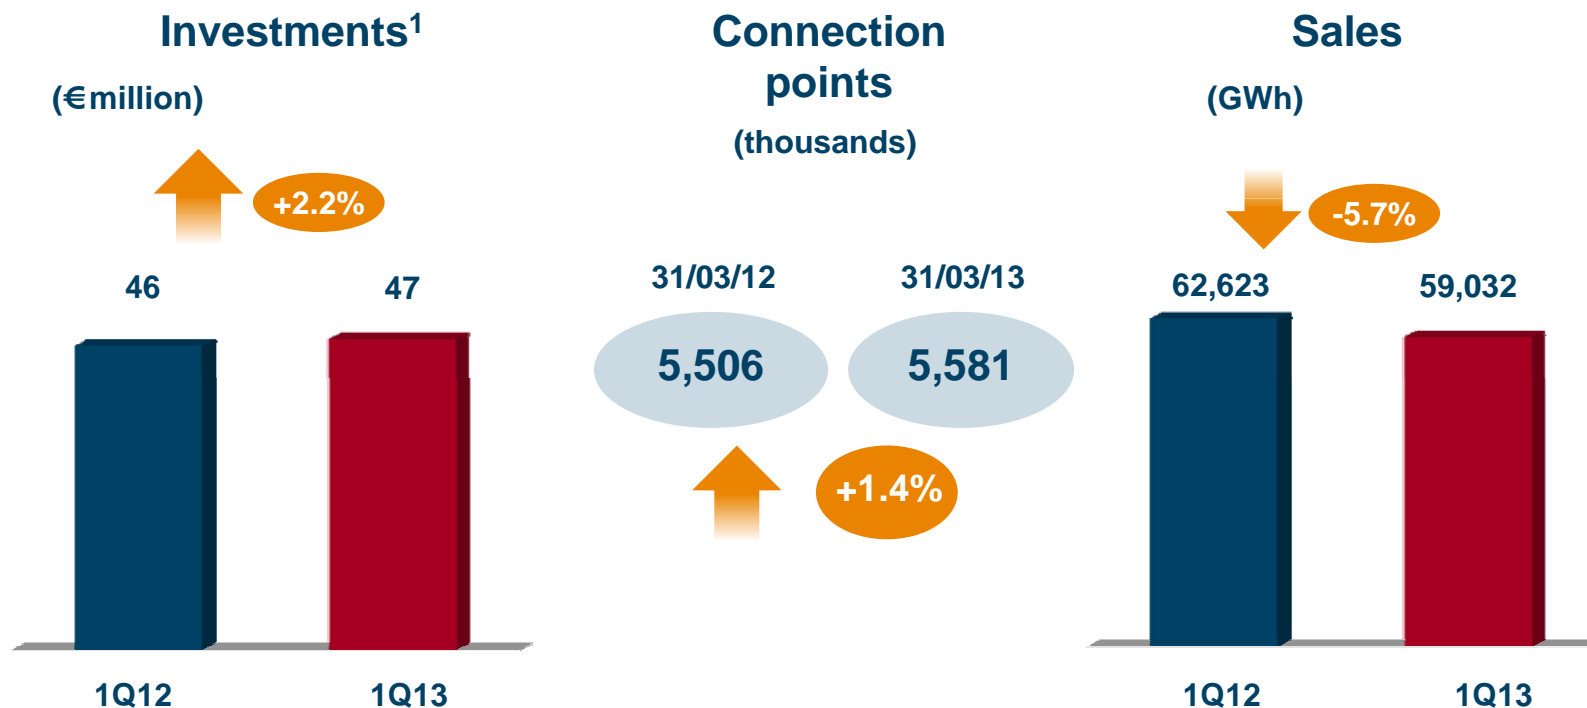 Investments¹
(€million)
+2.2%
46
47
1Q12
1Q13
Connection
points
(thousands)
31/03/12
31/03/13
5,506
5,581
+1.4%
Sales
(GWh)
-5.7%
62,623
59,032
1Q12
1Q13